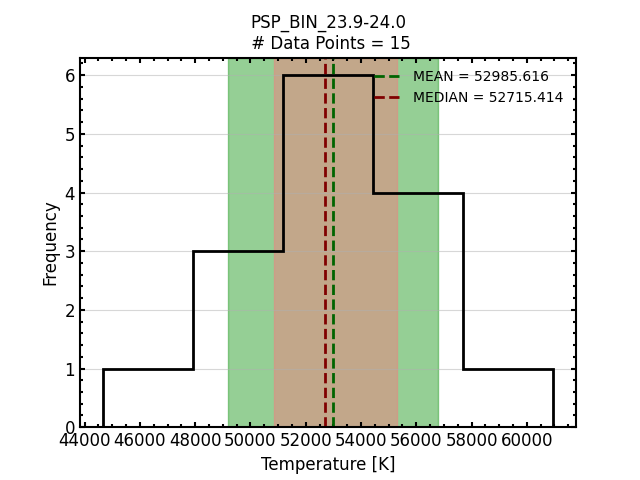 PSP_BIN_23.9-24.0
# Data Points = 15
MEAN = 52985.616
MEDIAN = 52715.414
Frequency
6
5
4
3
2
1
0
44000 46000 48000 50000 52000 54000 56000 58000 60000
Temperature [K]